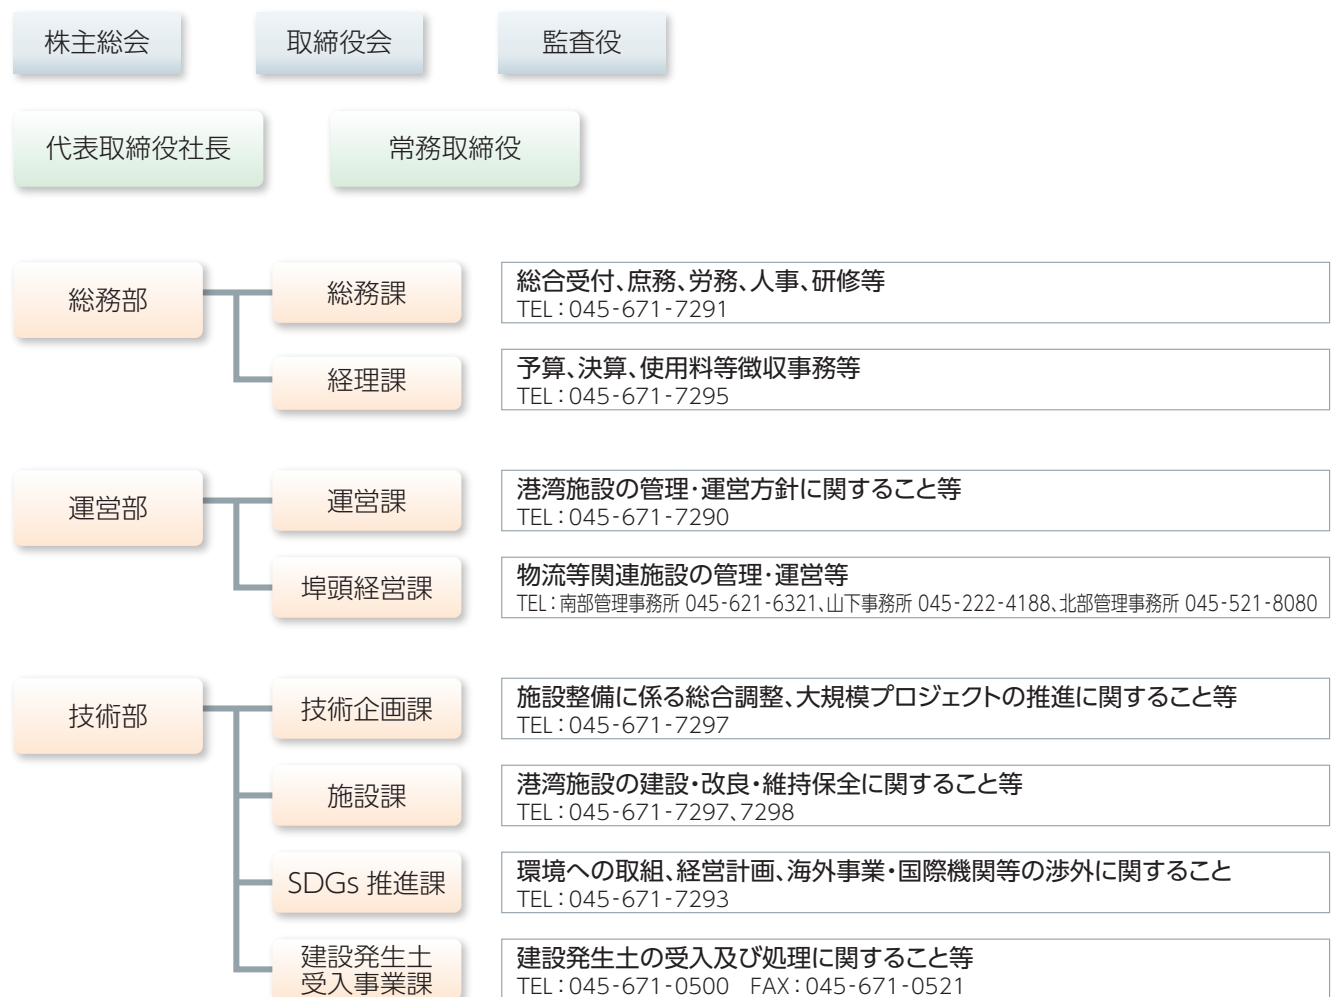 株主総会
取締役会
監査役
代表取締役社長
常務取締役
総務部
総務課
総合受付、庶務、労務、人事、研修等
TEL：045-671-7291
経理課
予算、決算、使用料等徴収事務等
TEL：045-671-7295
運営部
運営課
港湾施設の管理・運営方針に関すること等
TEL：045-671-7290
埠頭経営課
物流等関連施設の管理・運営等
TEL：南部管理事務所 045-621-6321、山下事務所 045-222-4188、北部管理事務所 045-521-8080
技術部
技術企画課
施設整備に係る総合調整、大規模プロジェクトの推進に関すること等
TEL：045-671-7297
施設課
港湾施設の建設・改良・維持保全に関すること等
TEL：045-671-7297、7298
SDGs 推進課
環境への取組、経営計画、海外事業・国際機関等の渉外に関すること
TEL：045-671-7293
建設発生土
受入事業課
建設発生土の受入及び処理に関すること等
TEL：045-671-0500　FAX：045-671-0521